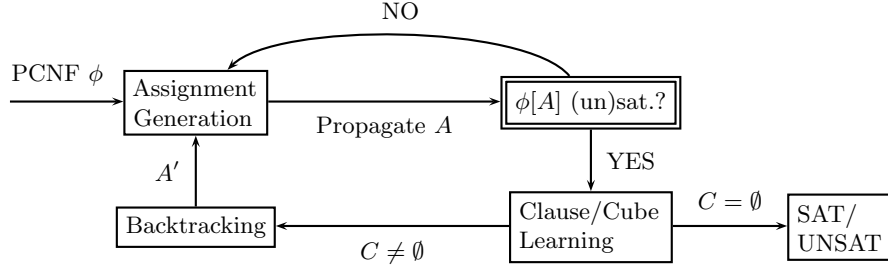 NO
PCNF ϕ
Assignment
Generation
Propagate A
ϕ[A] (un)sat.?
YES
A′
Backtracking
C ≠ ∅
Clause/Cube
Learning
C = ∅
SAT/
UNSAT